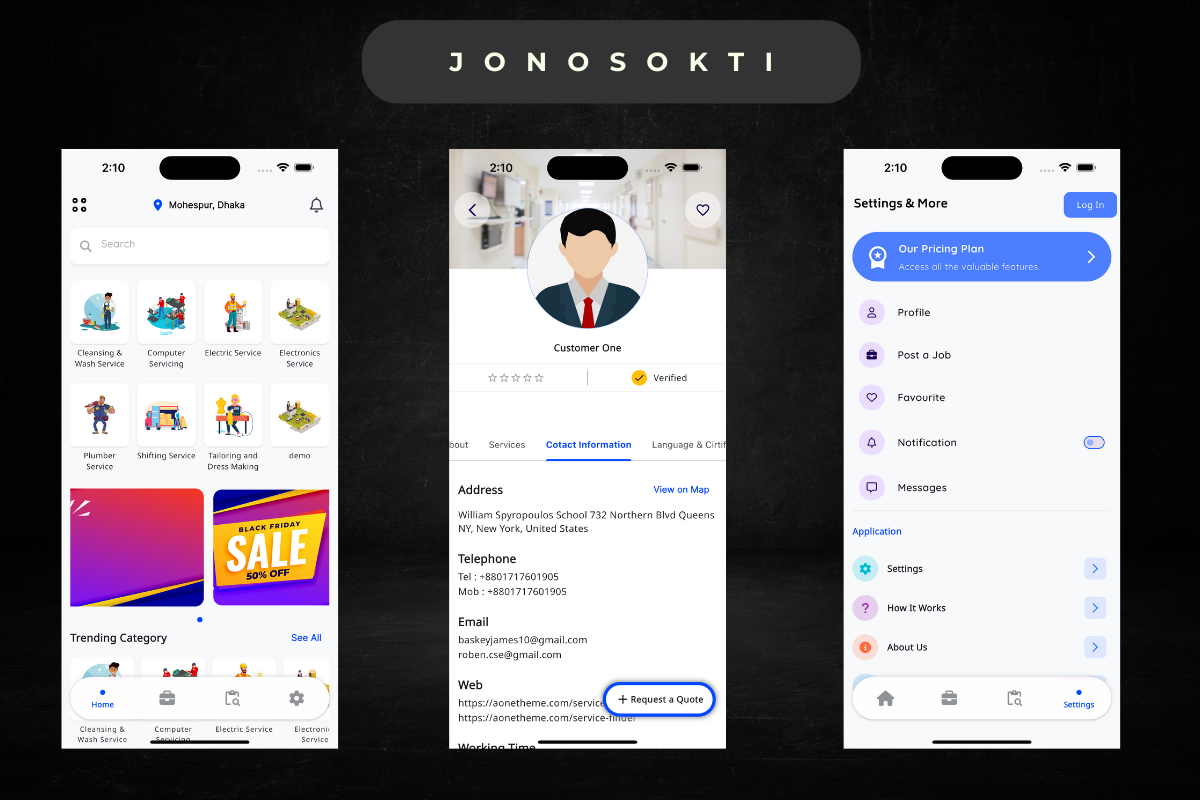 JONOSOKTI
2:10
Mohespur, Dhaka
Search
Cleansing &
Wash Service
Computer
Servicing
Electric Service
Electronics
Service
Plumber
Service
Shifting Service
Tailoring and
Dress Making
demo
BLACK FRIDAY
SALE
50% OFF
Trending Category
See All
Home
Cleansing &
Wash Service
Computer
Servicing
Electric Service
Electronic
Service
2:10
Customer One
Verified
bout
Services
Cotact Information
Language & Cirtif
Address
View on Map
William Spyropoulos School 732 Northern Blvd Queens
NY, New York, United States
Telephone
Tel : +8801717601905
Mob : +8801717601905
Email
baskeyjames10@gmail.com
roben.cse@gmail.com
Web
https://aonetheme.com/service
+ Request a Quote
https://aonetheme.com/service-finder
Working Time
2:10
Settings & More
Log In
Our Pricing Plan
Access all the valuable features.
Profile
Post a Job
Favourite
Notification
Messages
Application
Settings
How It Works
About Us
Settings